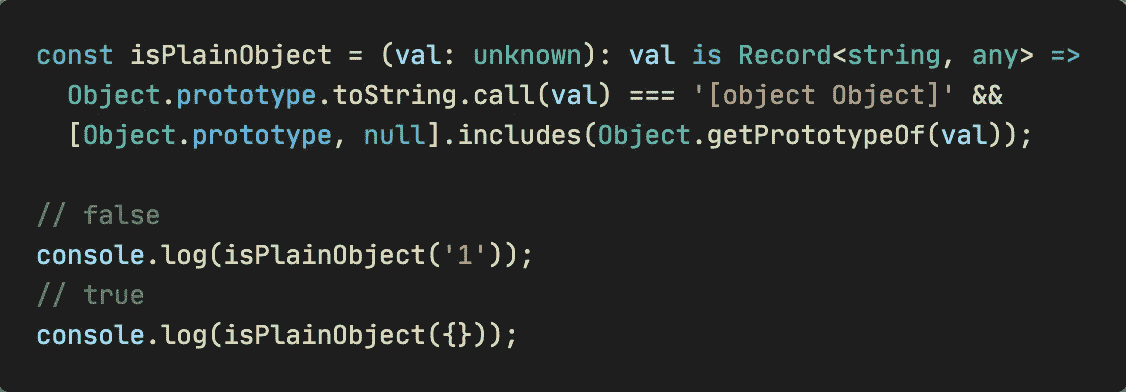 const isPlainObject = (val: unknown): val is Record<string, any> =>
  Object.prototype.toString.call(val) === '[object Object]' &&
  [Object.prototype, null].includes(Object.getPrototypeOf(val));

// false
console.log(isPlainObject('1'));
// true
console.log(isPlainObject({}));